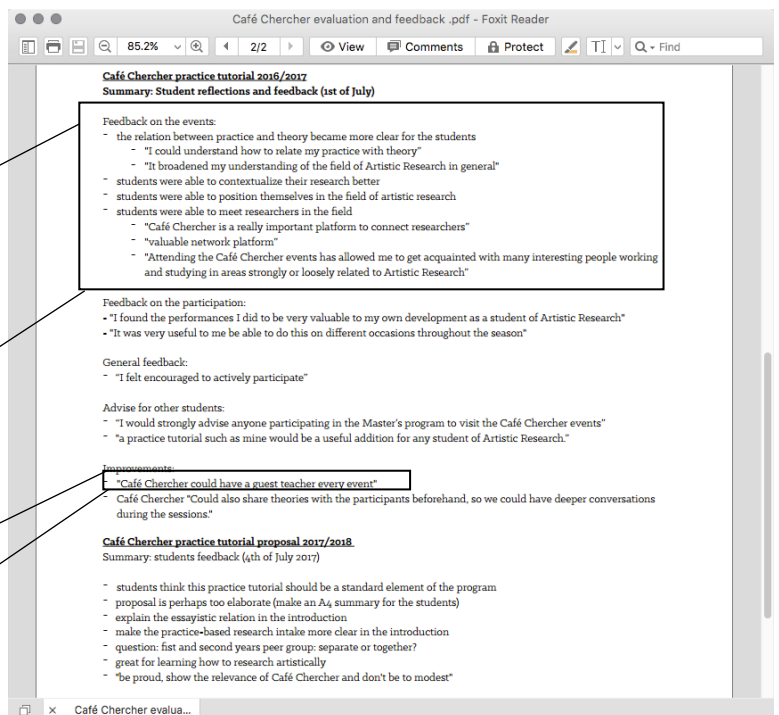 Café Chercher evaluation and feedback .pdf - Foxit Reader
85.2% 2/2 View Comments Protect TI Find
Café Chercher practice tutorial 2016/2017
Summary: Student reflections and feedback (1st of July)
Feedback on the events:
- the relation between practice and theory became more clear for the students
- "I could understand how to relate my practice with theory"
- "It broadened my understanding of the field of Artistic Research in general"
- students were able to contextualize their research better
- students were able to position themselves in the field of artistic research
- students were able to meet researchers in the field
- "Café Chercher is a really important platform to connect researchers"
- "valuable network platform"
- "Attending the Café Chercher events has allowed me to get acquainted with many interesting people working
and studying in areas strongly or loosely related to Artistic Research"
Feedback on the participation:
- "I found the performances I did to be very valuable to my own development as a student of Artistic Research"
- "It was very useful to me be able to do this on different occasions throughout the season"
General feedback:
- "I felt encouraged to actively participate"
Advise for other students:
- "I would strongly advise anyone participating in the Master's program to visit the Café Chercher events"
- "a practice tutorial such as mine would be a useful addition for any student of Artistic Research."
Improvements:
- "Café Chercher could have a guest teacher every event"
- Café Chercher "Could also share theories with the participants beforehand, so we could have deeper conversations
during the sessions."
Café Chercher practice tutorial proposal 2017/2018
Summary: students feedback (4th of July 2017)
- students think this practice tutorial should be a standard element of the program
- proposal is perhaps too elaborate (make an A4 summary for the students)
- explain the essayistic relation in the introduction
- make the practice-based research intake more clear in the introduction
- question: fist and second years peer group: separate or together?
- great for learning how to research artistically
- "be proud, show the relevance of Café Chercher and don't be to modest"
Café Chercher evalua...